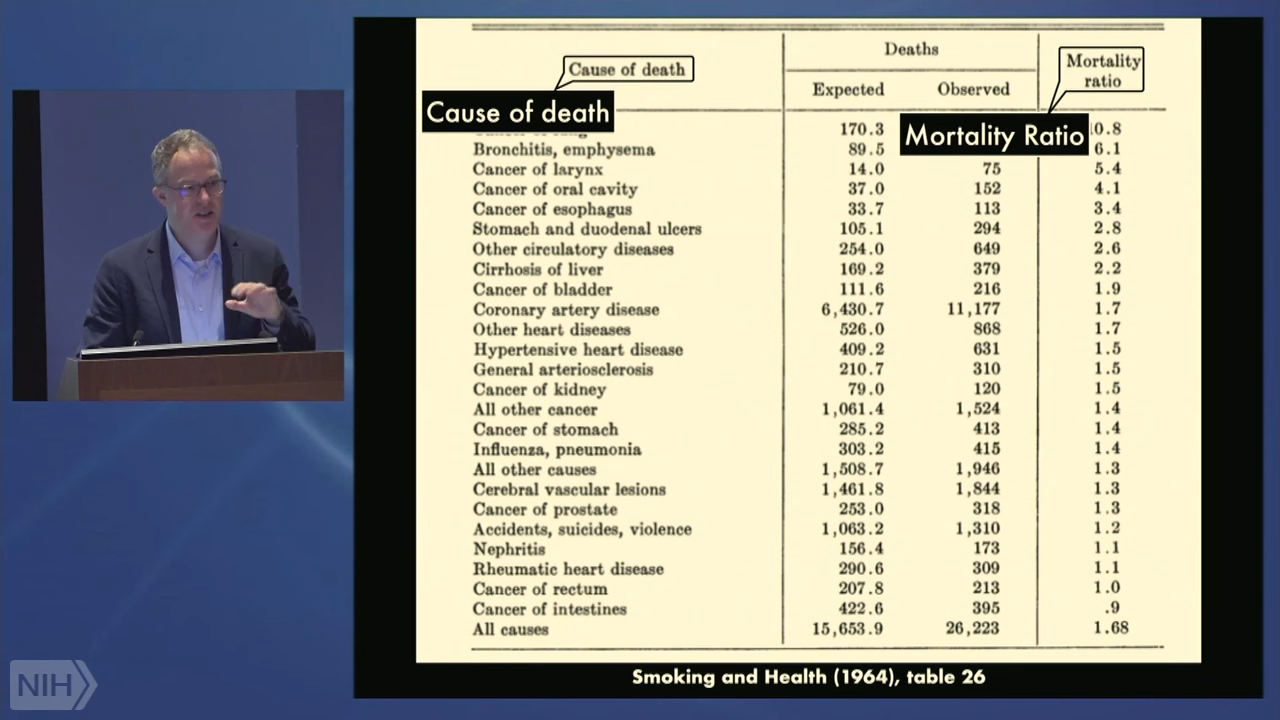 Cause of death
Deaths
Mortality
ratio
Expected Observed
Cause of death
Mortality Ratio
170.3 0.8
Bronchitis, emphysema 89.5 6.1
Cancer of larynx 14.0 75 5.4
Cancer of oral cavity 37.0 152 4.1
Cancer of esophagus 33.7 113 3.4
Stomach and duodenal ulcers 105.1 294 2.8
Other circulatory diseases 254.0 649 2.6
Cirrhosis of liver 169.2 379 2.2
Cancer of bladder 111.6 216 1.9
Coronary artery disease 6,430.7 11,177 1.7
Other heart diseases 526.0 868 1.7
Hypertensive heart disease 409.2 631 1.5
General arteriosclerosis 210.7 310 1.5
Cancer of kidney 79.0 120 1.5
All other cancer 1,061.4 1,524 1.4
Cancer of stomach 285.2 413 1.4
Influenza, pneumonia 303.2 415 1.4
All other causes 1,508.7 1,946 1.3
Cerebral vascular lesions 1,461.8 1,844 1.3
Cancer of prostate 253.0 318 1.3
Accidents, suicides, violence 1,063.2 1,310 1.2
Nephritis 156.4 173 1.1
Rheumatic heart disease 290.6 309 1.1
Cancer of rectum 207.8 213 1.0
Cancer of intestines 422.6 395 .9
All causes 15,653.9 26,223 1.68
Smoking and Health (1964), table 26
NIH